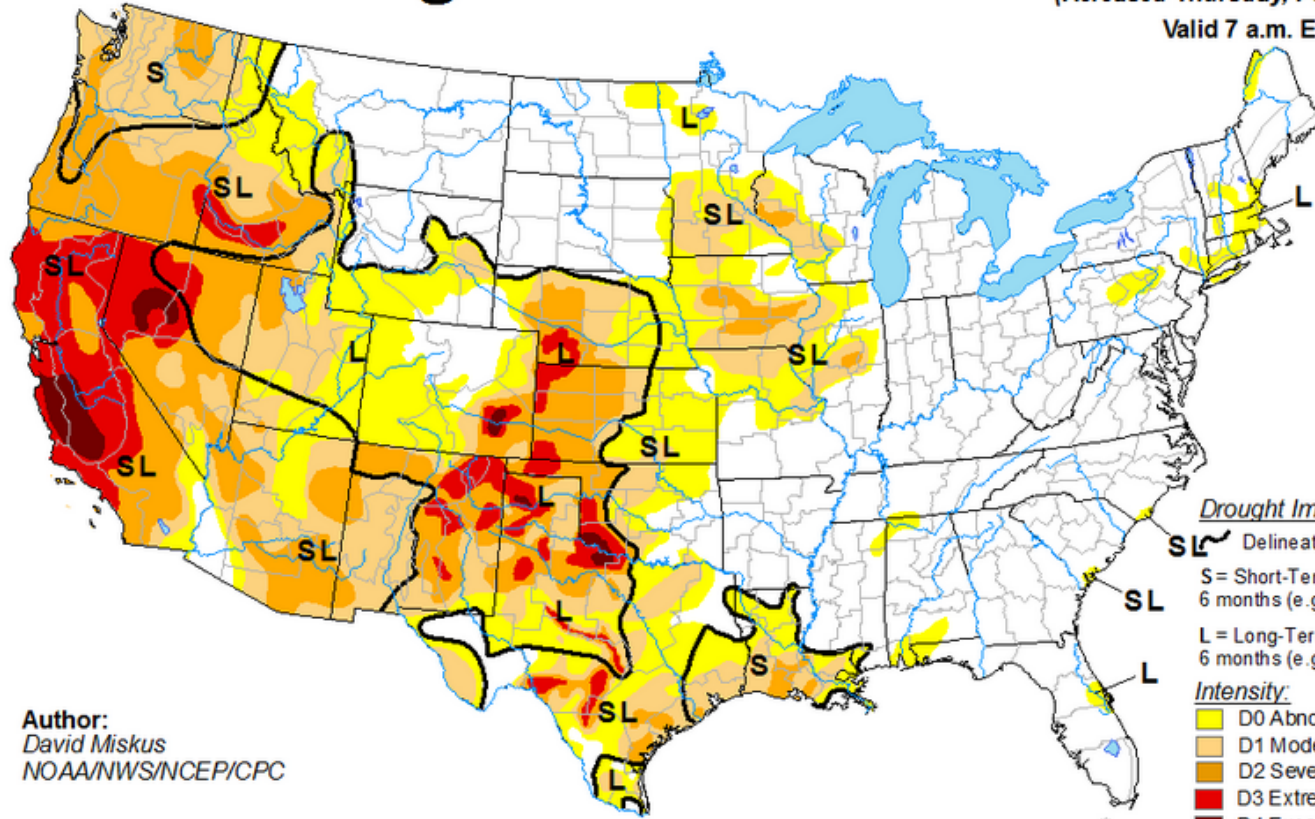 Valid 7 a.m. E
S
L
SL
SL
L
SL
L
L
SL
SL
SL
L
SL
L
SL
SL
S
L
SL
L
Author:
David Miskus
NOAA/NWS/NCEP/CPC
Drought Im
Delineat
S = Short-Ter
6 months (e.g
L = Long-Ter
6 months (e.g
Intensity:
D0 Abno
D1 Mode
D2 Seve
D3 Extre